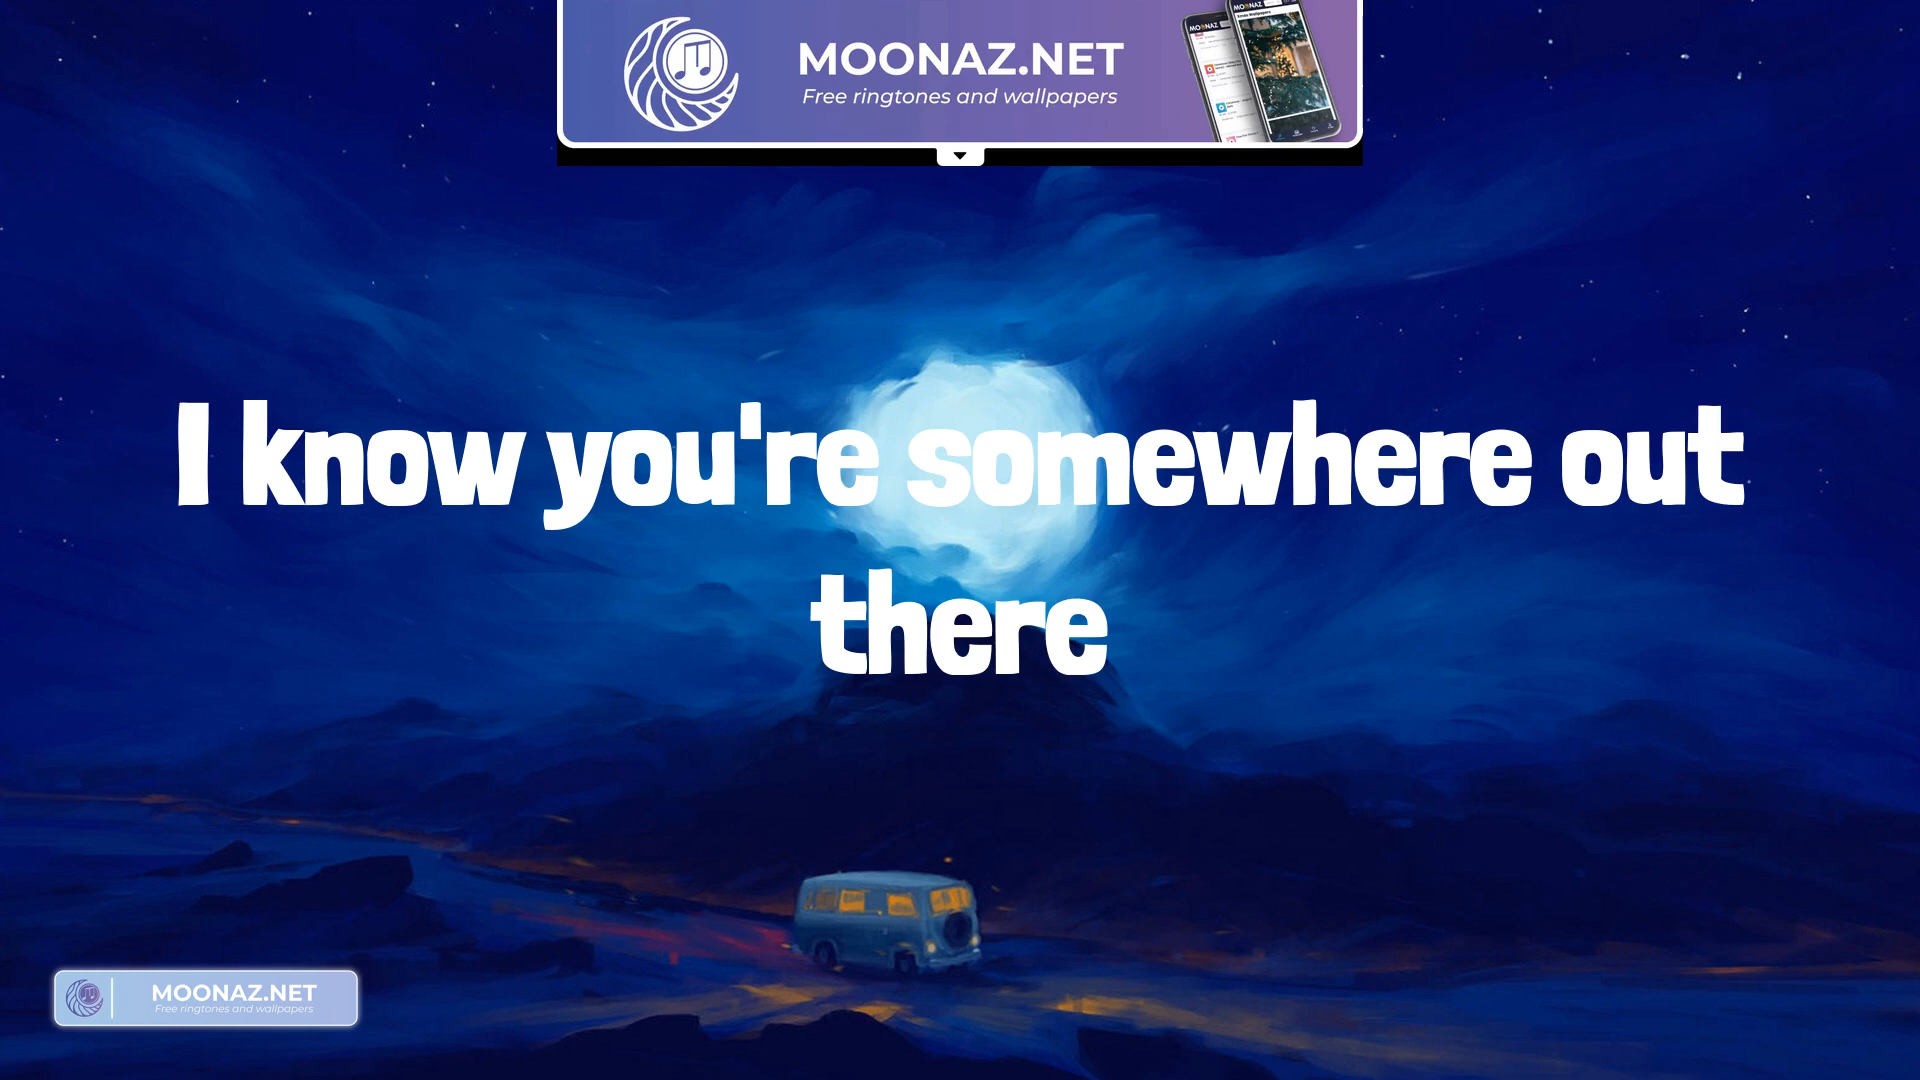 MOONAZ.NET
Free ringtones and wallpapers
I know you're somewhere out
there
MOONAZ.NET
Free ringtones and wallpapers